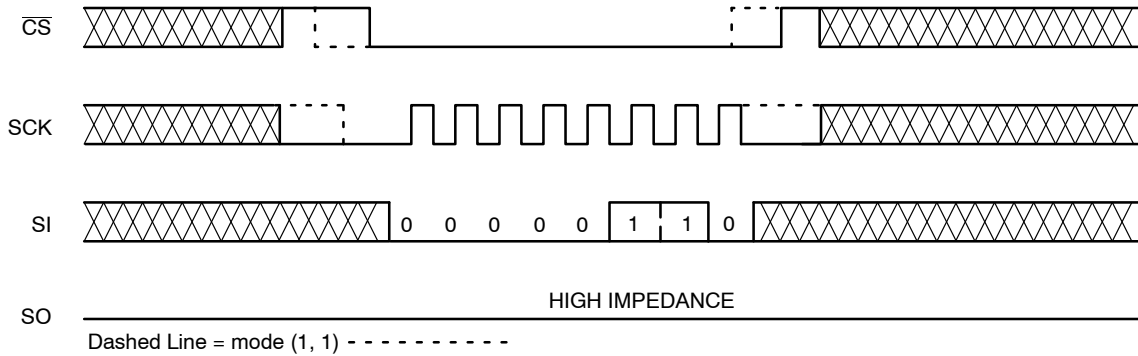 CS
SCK
SI
0 0 0 0 0 1 1 0
HIGH IMPEDANCE
SO
Dashed Line = mode (1, 1)